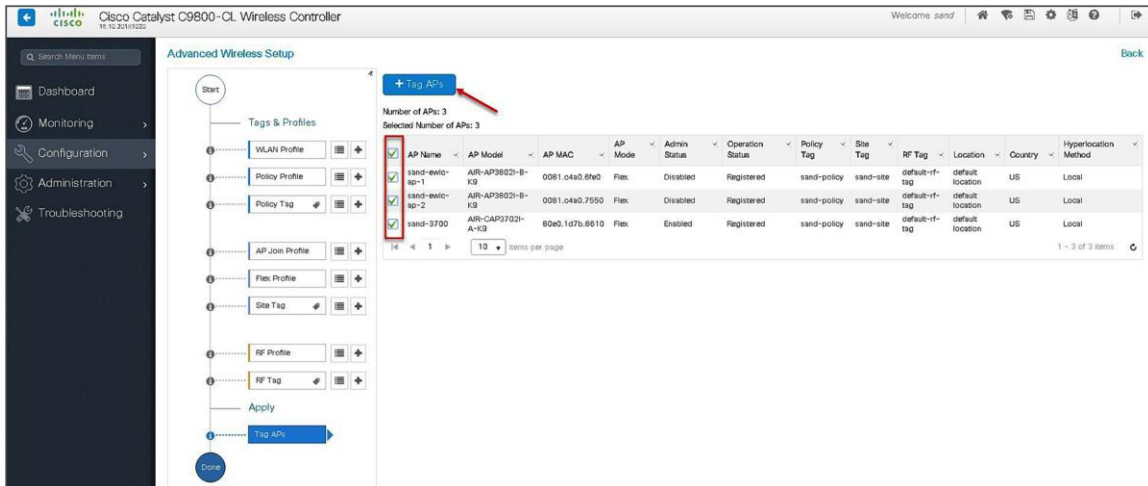 CISCO
Cisco Catalyst C9800-CL Wireless Controller
Welcome sand
Search Menu Items
Dashboard
Monitoring
Configuration
Administration
Troubleshooting
Advanced Wireless Setup
Back
Start
Tags & Profiles
WLAN Profile
Policy Profile
Policy Tag
AP Join Profile
Flex Profile
Site Tag
RF Profile
RF Tag
Apply
Tag APs
Done
+ Tag APs
Number of APs: 3
Selected Number of APs: 3
AP Name AP Model AP MAC AP Mode Admin Status Operation Status Policy Tag Site Tag RF Tag Location Country Hyperlocation Method
sand-ewlc-ap-1 AIR-AP3802I-B-K9 0081.c4a0.6fe0 Flex Disabled Registered sand-policy sand-site default-rf-tag default location US Local
sand-ewlc-ap-2 AIR-AP3802I-B-K9 0081.c4a0.7550 Flex Disabled Registered sand-policy sand-site default-rf-tag default location US Local
sand-3700 AIR-CAP3702I-A-K9 80e0.1d7b.6610 Flex Enabled Registered sand-policy sand-site default-rf-tag default location US Local
1 10 items per page 1 - 3 of 3 items